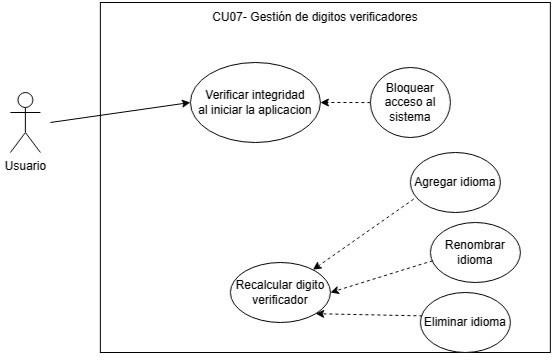 CU07- Gestión de digitos verificadores
Verificar integridad
al iniciar la aplicacion
Bloquear
acceso al
sistema
Usuario
Agregar idioma
Renombrar
idioma
Recalcular digito
verificador
Eliminar idioma